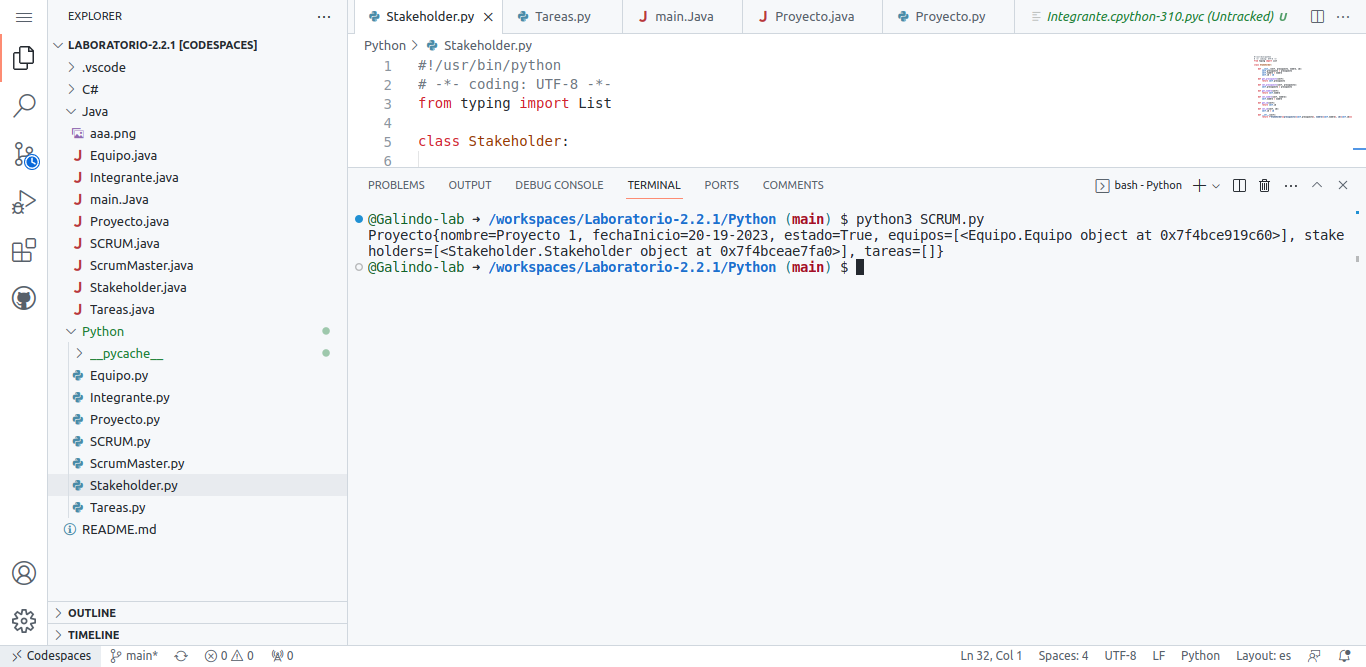 EXPLORER
LABORATORIO-2.2.1 [CODESPACES]
.vscode
C#
Java
aaa.png
J Equipo.java
J Integrante.java
J main.Java
J Proyecto.java
J SCRUM.java
J ScrumMaster.java
J Stakeholder.java
J Tareas.java
Python
__pycache__
Equipo.py
Integrante.py
Proyecto.py
SCRUM.py
ScrumMaster.py
Stakeholder.py
Tareas.py
README.md
OUTLINE
TIMELINE
Stakeholder.py
Tareas.py
J main.Java
J Proyecto.java
Proyecto.py
Integrante.cpython-310.pyc (Untracked) U
Python > Stakeholder.py
1 #!/usr/bin/python
2 # -*- coding: UTF-8 -*-
3 from typing import List
4
5 class Stakeholder:
6
PROBLEMS OUTPUT DEBUG CONSOLE TERMINAL PORTS COMMENTS
bash - Python
@Galindo-lab → /workspaces/Laboratorio-2.2.1/Python (main) $ python3 SCRUM.py
Proyecto{nombre=Proyecto 1, fechaInicio=20-19-2023, estado=True, equipos=[<Equipo.Equipo object at 0x7f4bce919c60>], stake
holders=[<Stakeholder.Stakeholder object at 0x7f4bceae7fa0>], tareas=[]}
@Galindo-lab → /workspaces/Laboratorio-2.2.1/Python (main) $
Codespaces main* 0 0 0 Ln 32, Col 1 Spaces: 4 UTF-8 LF Python Layout: es